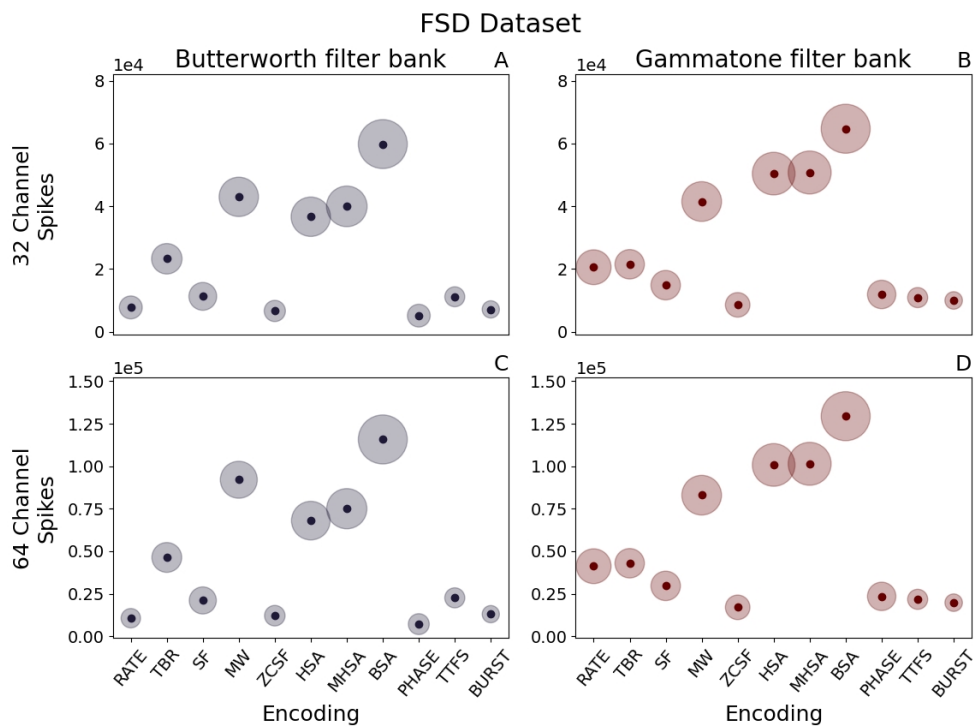 FSD Dataset
Butterworth filter bank
A
Gammatone filter bank
B
1e4
1e4
32 Channel
Spikes
8
6
4
2
0
8
6
4
2
0
C
D
1e5
1e5
64 Channel
Spikes
1.50
1.25
1.00
0.75
0.50
0.25
0.00
1.50
1.25
1.00
0.75
0.50
0.25
0.00
RATE
TBR
SF
MW
ZCSF
HSA
MHSA
BSA
PHASE
TTFS
BURST
RATE
TBR
SF
MW
ZCSF
HSA
MHSA
BSA
PHASE
TTFS
BURST
Encoding
Encoding